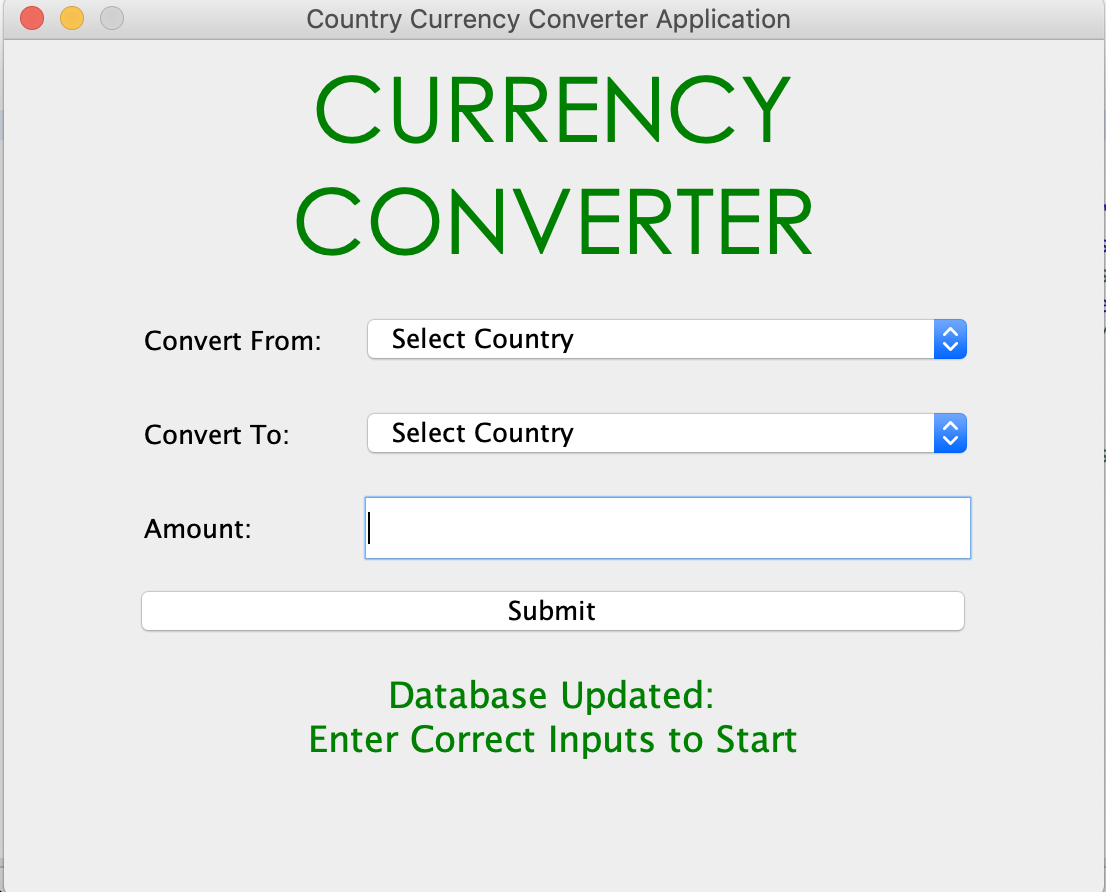 Country Currency Converter Application
CURRENCY
CONVERTER
Convert From:
Select Country
Convert To:
Select Country
Amount:
Submit
Database Updated:
Enter Correct Inputs to Start